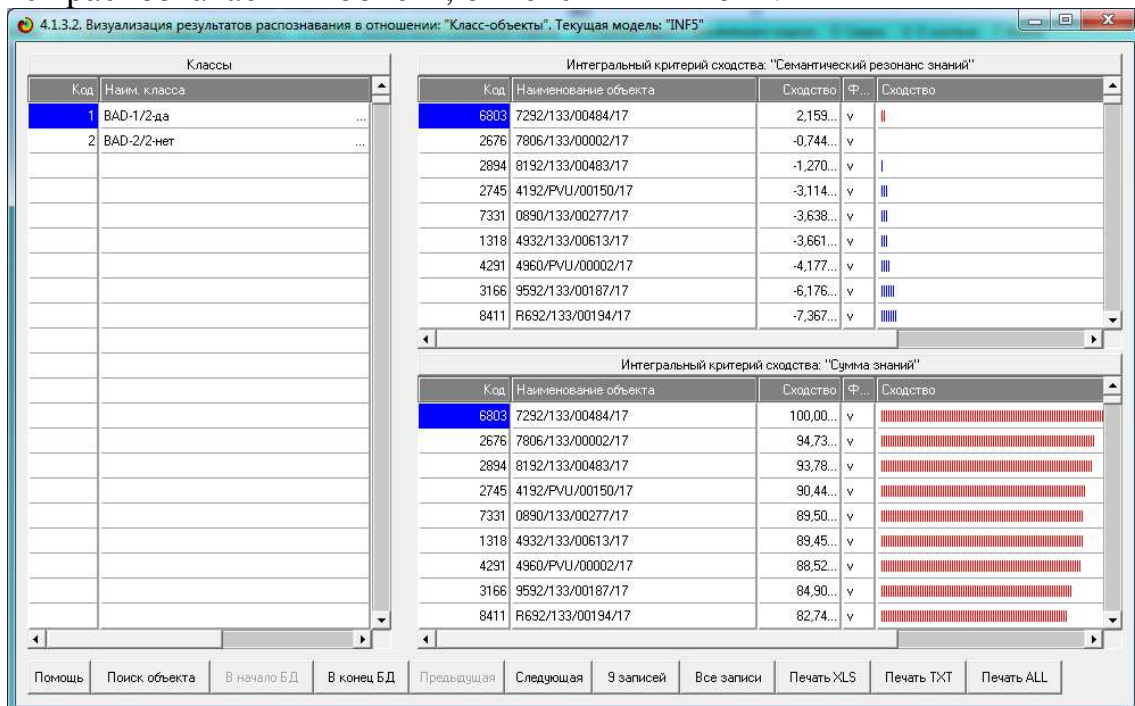 4.1.3.2. Визуализация результатов распознавания в отношении: "Класс-объекты". Текущая модель: "INF5"
Классы
Код Наим. класса
1 BAD-1/2-да ...
2 BAD-2/2-нет ...
Интегральный критерий сходства: "Семантический резонанс знаний"
Код Наименование объекта Сходство Ф... Сходство
6803 7292/133/00484/17 2,159... v
2676 7806/133/00002/17 -0,744... v
2894 8192/133/00483/17 -1,270... v
2745 4192/PVU/00150/17 -3,114... v
7331 0890/133/00277/17 -3,638... v
1318 4932/133/00613/17 -3,661... v
4291 4960/PVU/00002/17 -4,177... v
3166 9592/133/00187/17 -6,176... v
8411 R692/133/00194/17 -7,367... v
Интегральный критерий сходства: "Сумма знаний"
Код Наименование объекта Сходство Ф... Сходство
6803 7292/133/00484/17 100,00... v
2676 7806/133/00002/17 94,73... v
2894 8192/133/00483/17 93,78... v
2745 4192/PVU/00150/17 90,44... v
7331 0890/133/00277/17 89,50... v
1318 4932/133/00613/17 89,45... v
4291 4960/PVU/00002/17 88,52... v
3166 9592/133/00187/17 84,90... v
8411 R692/133/00194/17 82,74... v
Помощь Поиск объекта В начало БД В конец БД Предыдущая Следующая 9 записей Все записи Печать XLS Печать TXT Печать ALL